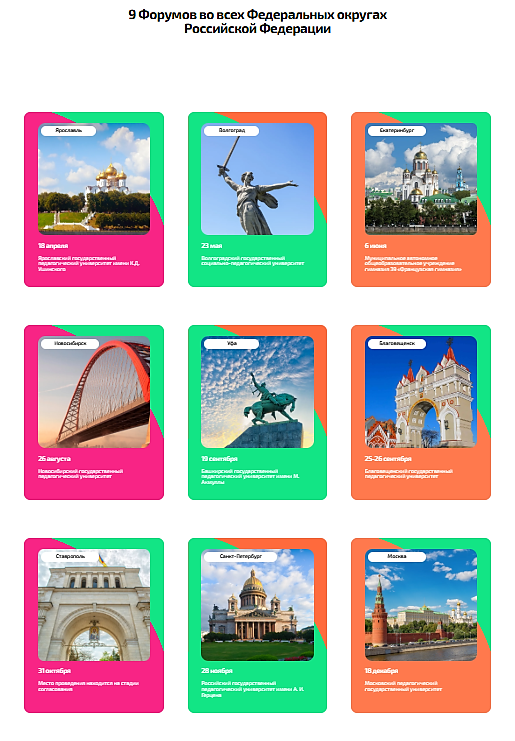 9 Форумов во всех Федеральных округах
Российской Федерации
Ярославль
18 апреля
Ярославский государственный
педагогический университет имени К.Д.
Ушинского
Волгоград
23 мая
Волгоградский государственный
социально-педагогический университет
Екатеринбург
6 июня
Муниципальное автономное
общеобразовательное учреждение
гимназия 39 «Французская гимназия»
Новосибирск
26 августа
Новосибирский государственный
педагогический университет
Уфа
19 сентября
Башкирский государственный
педагогический университет имени М.
Акмуллы
Благовещенск
25-26 сентября
Благовещенский государственный
педагогический университет
Ставрополь
31 октября
Место проведения находится на стадии
согласования
Санкт-Петербург
28 ноября
Российский государственный
педагогический университет имени А. И.
Герцена
Москва
18 декабря
Московский педагогический
государственный университет